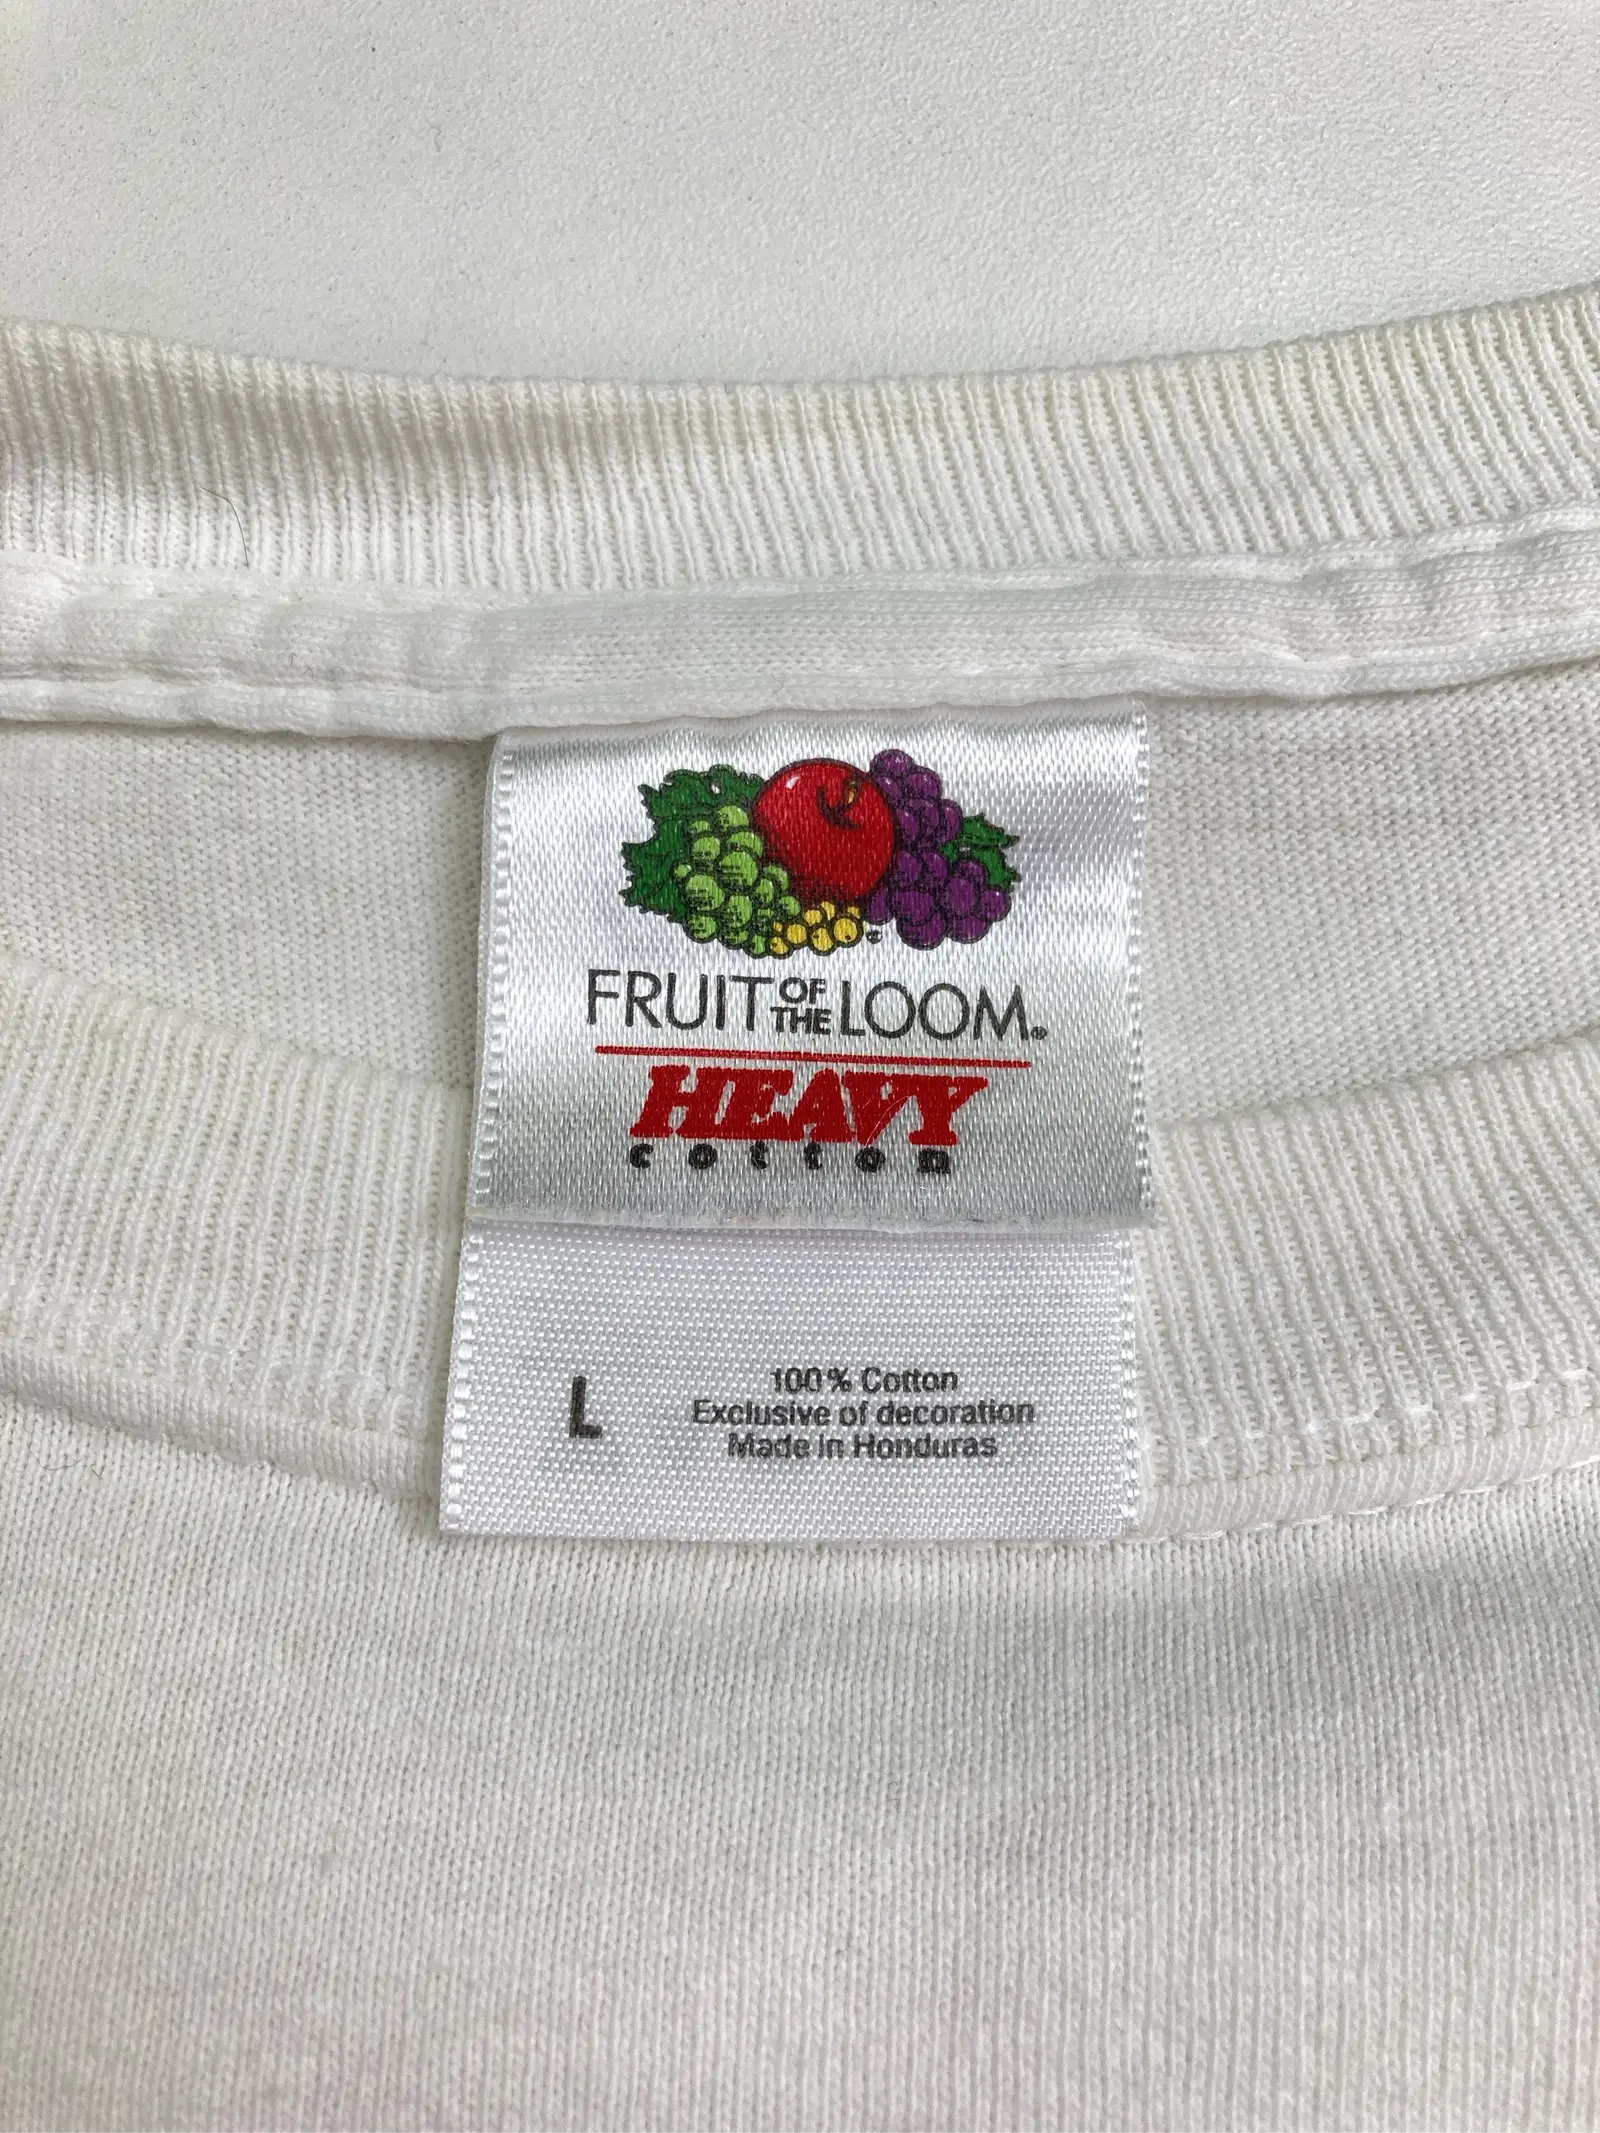 FRUIT OF THE LOOM®
HEAVY
cotton
L
100% Cotton
Exclusive of decoration
Made in Honduras